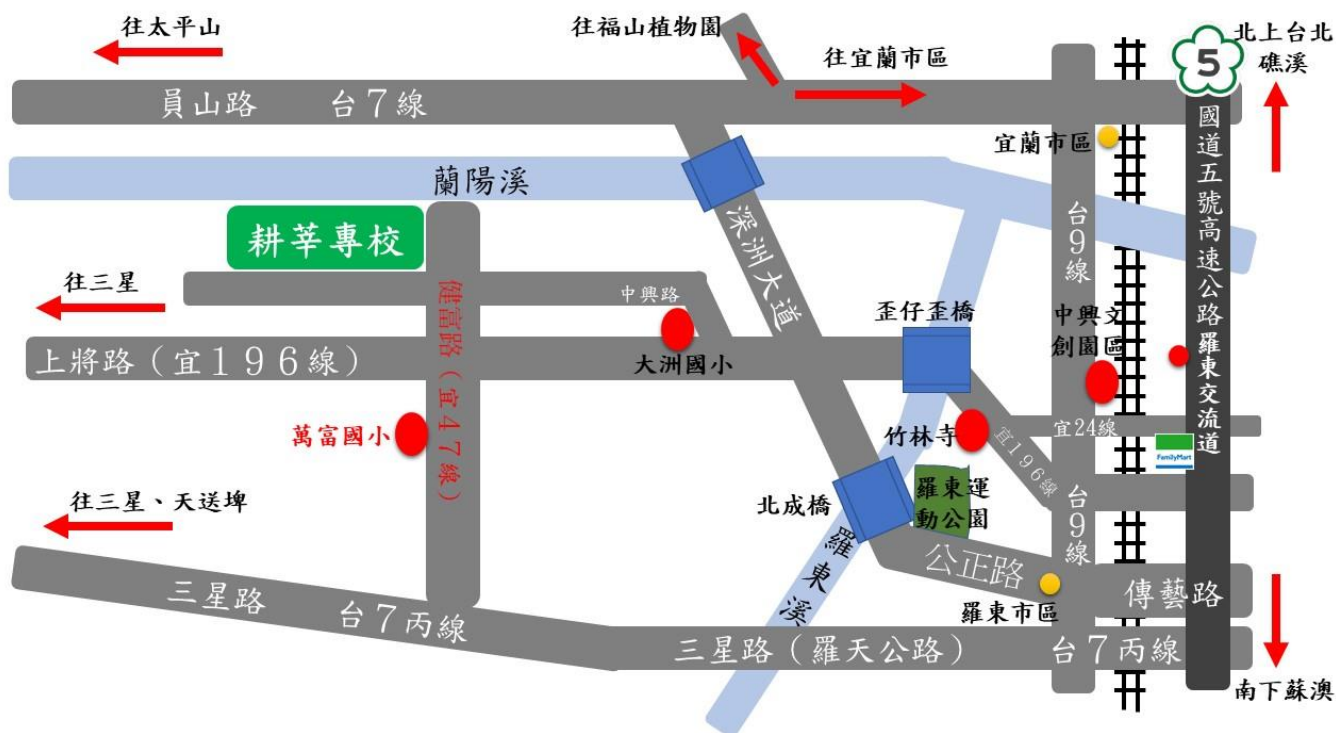 往太平山
往福山植物園
往宜蘭市區
5
北上台北
礁溪
員山路 台7線
宜蘭市區
國道五號高速公路羅東交流道
蘭陽溪
耕莘專校
深洲大道
台9線
往三星
健富路（宜47線）
中興路
歪仔歪橋
中興文
創園區
上將路（宜196線）
大洲國小
萬富國小
竹林寺
宜24線
宜196線
FamilyMart
往三星、天送埤
北成橋
羅東運
動公園
台9線
羅東溪
公正路
三星路 台7丙線
羅東市區
傳藝路
三星路（羅天公路） 台7丙線
南下蘇澳